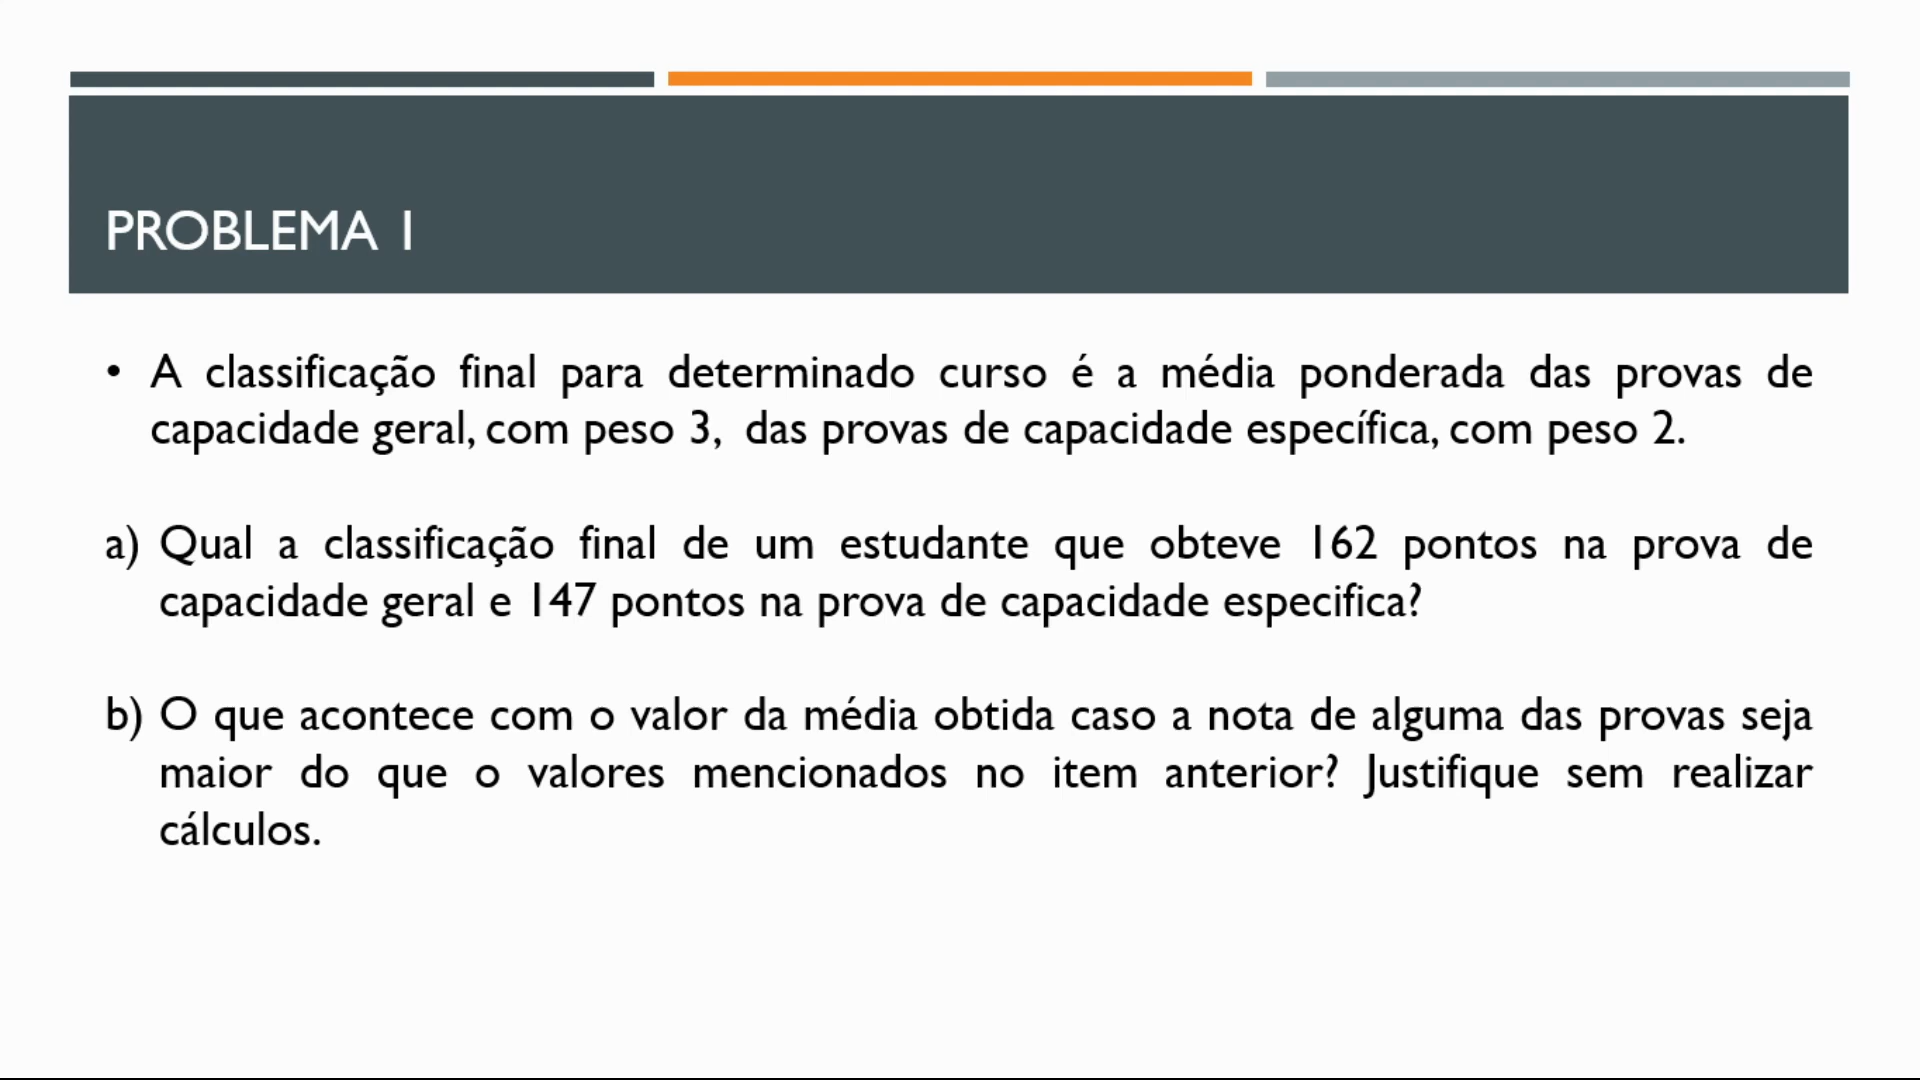 PROBLEMA 1
• A classificação final para determinado curso é a média ponderada das provas de
capacidade geral, com peso 3, das provas de capacidade específica, com peso 2.
a) Qual a classificação final de um estudante que obteve 162 pontos na prova de
capacidade geral e 147 pontos na prova de capacidade especifica?
b) O que acontece com o valor da média obtida caso a nota de alguma das provas seja
maior do que o valores mencionados no item anterior? Justifique sem realizar
cálculos.